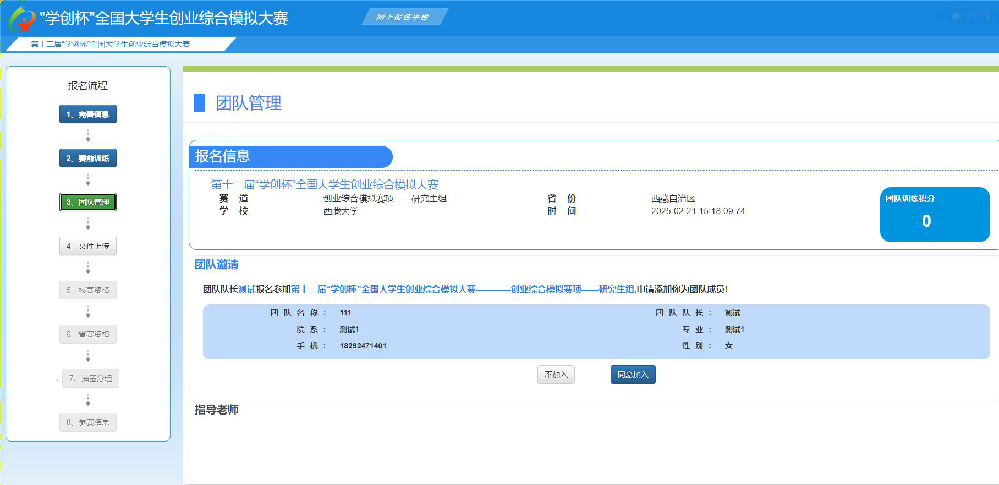 "学创杯"全国大学生创业综合模拟大赛
网上报名平台
第十二届“学创杯”全国大学生创业综合模拟大赛
报名流程
1、完善信息
2、赛前训练
3、团队管理
4、文件上传
5、校赛资格
6、省赛资格
. 7、抽签分组
8、参赛结果
团队管理
报名信息
第十二届“学创杯”全国大学生创业综合模拟大赛
赛 道 创业综合模拟赛项——研究生组 省 份 西藏自治区
学 校 西藏大学 时 间 2025-02-21 15:18:09.74
团队训练积分
0
团队邀请
团队队长测试报名参加第十二届“学创杯”全国大学生创业综合模拟大赛————创业综合模拟赛项——研究生组,申请添加你为团队成员!
团队名称： 111 团队队长： 测试
院系： 测试1 专业： 测试1
手机： 18292471401 性别： 女
不加入 同意加入
指导老师